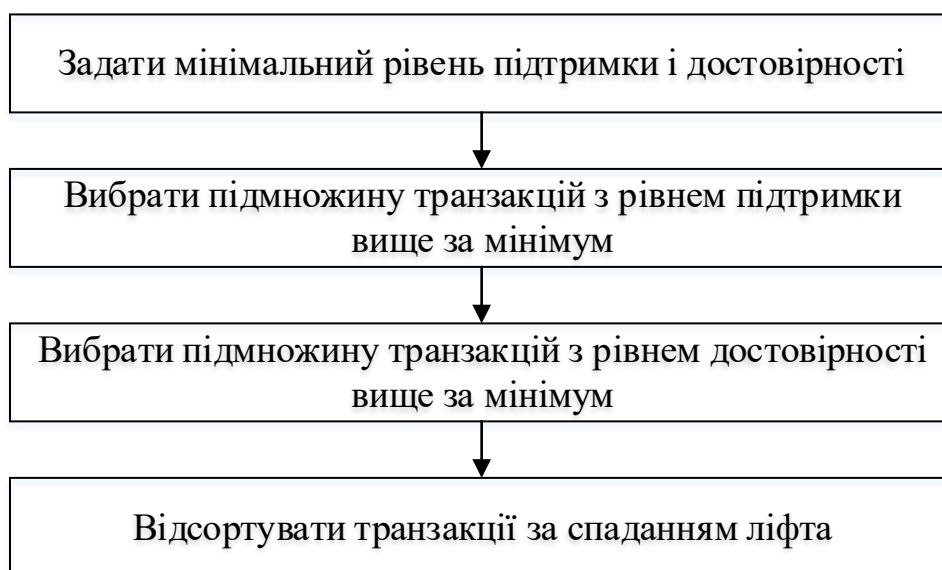 Задати мінімальний рівень підтримки і достовірності
Вибрати підмножину транзакцій з рівнем підтримки
вище за мінімум
Вибрати підмножину транзакцій з рівнем достовірності
вище за мінімум
Відсортувати транзакції за спаданням ліфта